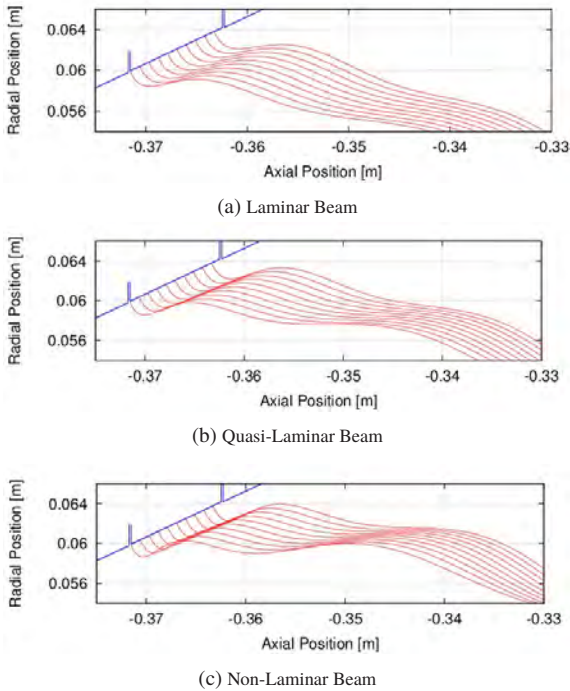 Radial Position [m]
0.064
0.06
0.056
-0.37 -0.36 -0.35 -0.34 -0.33
Axial Position [m]
(a) Laminar Beam
Radial Position [m]
0.064
0.06
0.056
-0.37 -0.36 -0.35 -0.34 -0.33
Axial Position [m]
(b) Quasi-Laminar Beam
Radial Position [m]
0.064
0.06
0.056
-0.37 -0.36 -0.35 -0.34 -0.33
Axial Position [m]
(c) Non-Laminar Beam